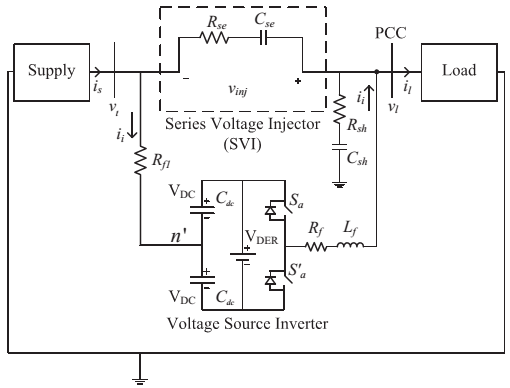 R_se C_se
PCC
Supply
Load
i_s
v_t
v_inj
- +
i_i
i_l
v_l
Series Voltage Injector
(SVI)
i_i
R_sh
C_sh
R_fl
V_DC + C_dc -
S_a
n'
V_DER +
R_f L_f
V_DC + C_dc -
S'_a
Voltage Source Inverter